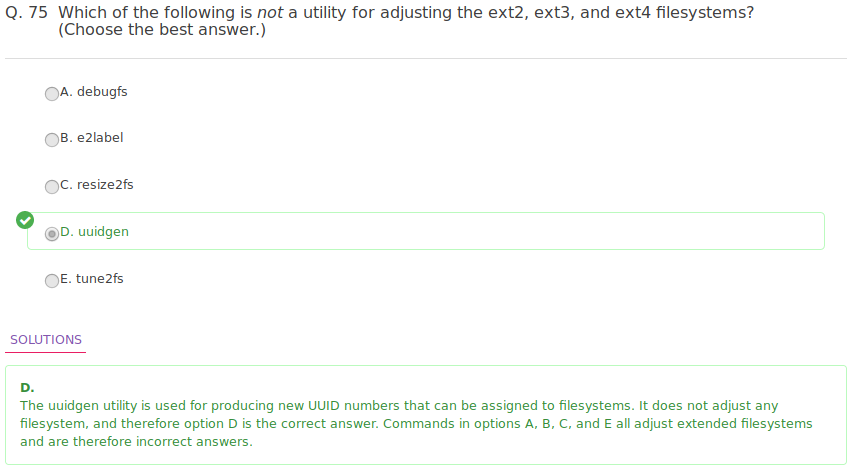 Q. 75 Which of the following is not a utility for adjusting the ext2, ext3, and ext4 filesystems?
(Choose the best answer.)
A. debugfs
B. e2label
C. resize2fs
D. uuidgen
E. tune2fs
SOLUTIONS
D.
The uuidgen utility is used for producing new UUID numbers that can be assigned to filesystems. It does not adjust any
filesystem, and therefore option D is the correct answer. Commands in options A, B, C, and E all adjust extended filesystems
and are therefore incorrect answers.